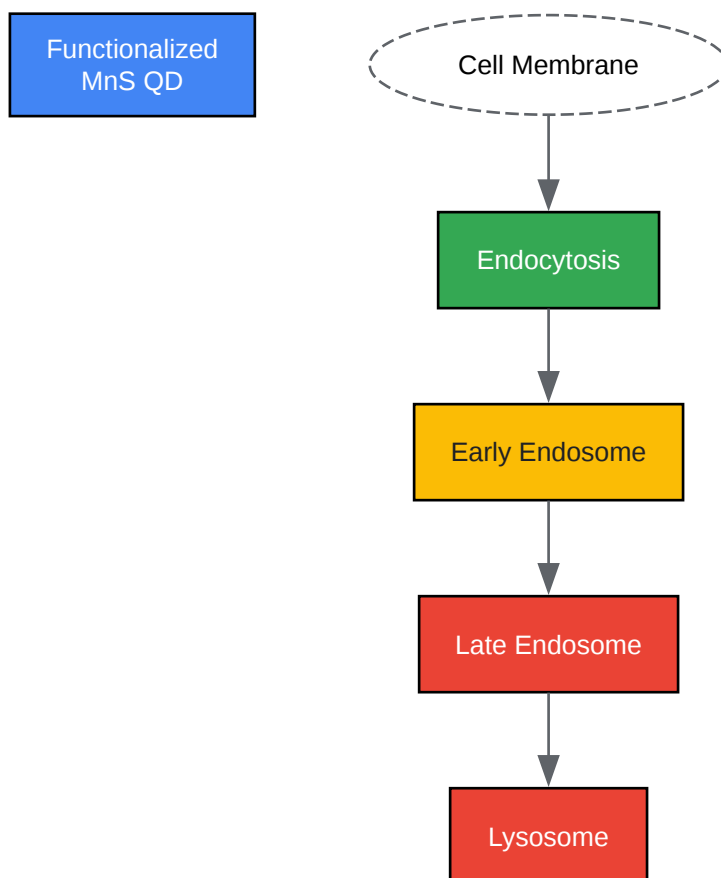 Functionalized
MnS QD
Cell Membrane
Endocytosis
Early Endosome
Late Endosome
Lysosome